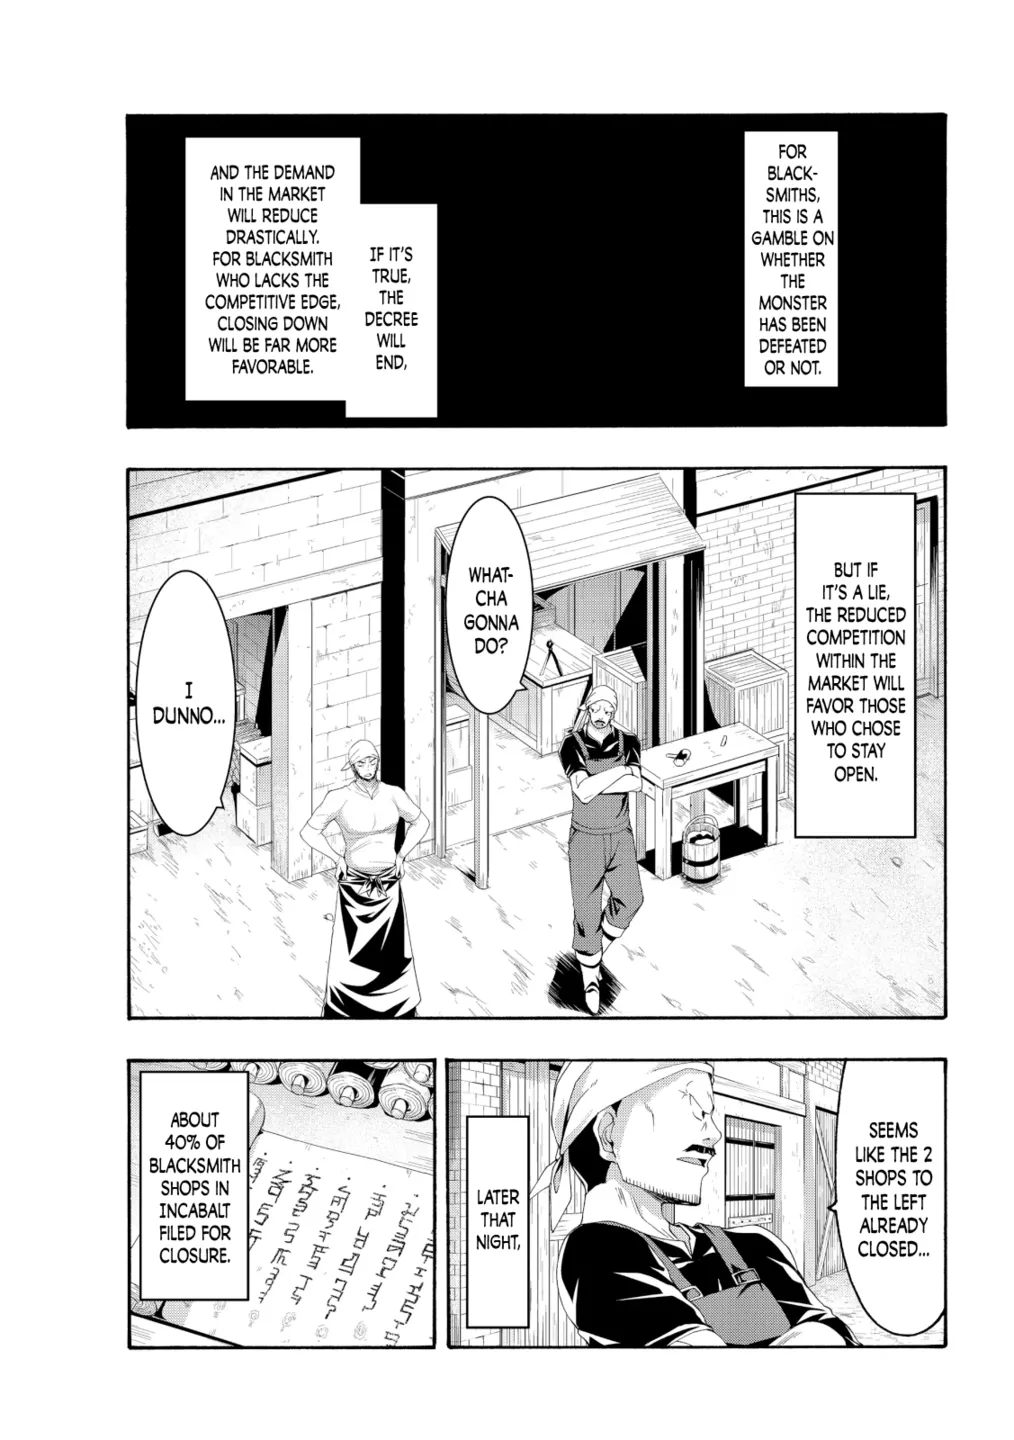 FOR
BLACK-
SMITHS,
THIS IS A
GAMBLE ON
WHETHER
THE
MONSTER
HAS BEEN
DEFEATED
OR NOT.
IF IT'S
TRUE,
THE
DECREE
WILL
END,
AND THE DEMAND
IN THE MARKET
WILL REDUCE
DRASTICALLY.
FOR BLACKSMITH
WHO LACKS THE
COMPETITIVE EDGE,
CLOSING DOWN
WILL BE FAR MORE
FAVORABLE.
BUT IF
IT'S A LIE,
THE REDUCED
COMPETITION
WITHIN THE
MARKET WILL
FAVOR THOSE
WHO CHOSE
TO STAY
OPEN.
WHAT-
CHA
GONNA
DO?
I
DUNNO...
SEEMS
LIKE THE 2
SHOPS TO
THE LEFT
ALREADY
CLOSED...
LATER
THAT
NIGHT,
ABOUT
40% OF
BLACKSMITH
SHOPS IN
INCABALT
FILED FOR
CLOSURE.